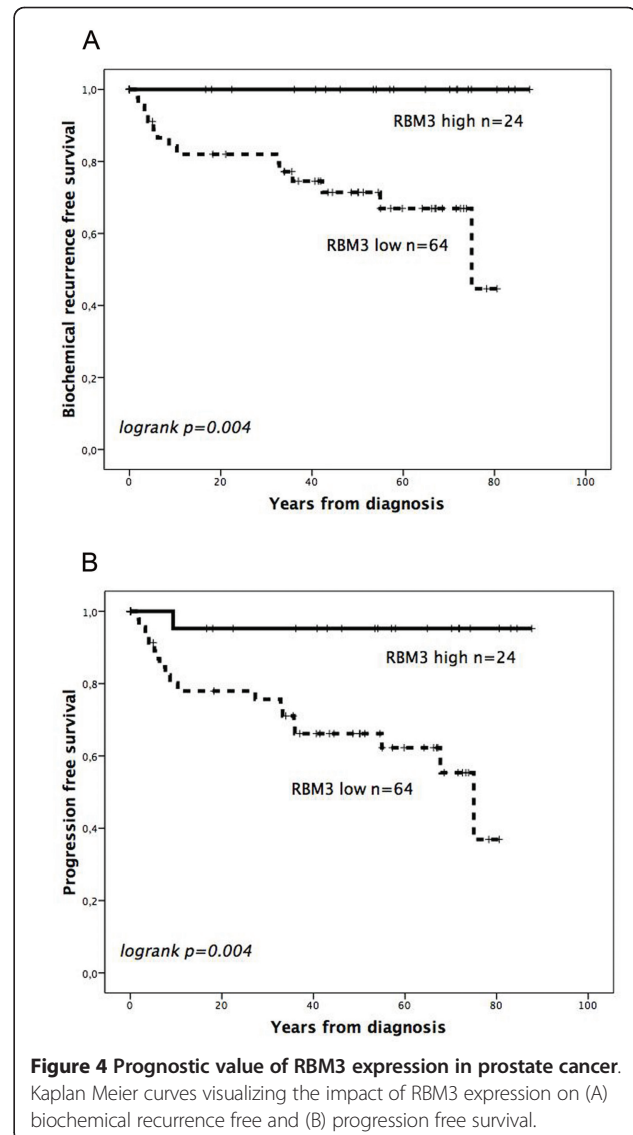 A
1,0
RBM3 high n=24
0,8
0,6
RBM3 low n=64
0,4
0,2
logrank p=0.004
0,0
Biochemical recurrence free survival
0 20 40 60 80 100
Years from diagnosis
B
1,0
RBM3 high n=24
0,8
0,6
RBM3 low n=64
0,4
0,2
logrank p=0.004
0,0
Progression free survival
0 20 40 60 80 100
Years from diagnosis
Figure 4 Prognostic value of RBM3 expression in prostate cancer.
Kaplan Meier curves visualizing the impact of RBM3 expression on (A)
biochemical recurrence free and (B) progression free survival.